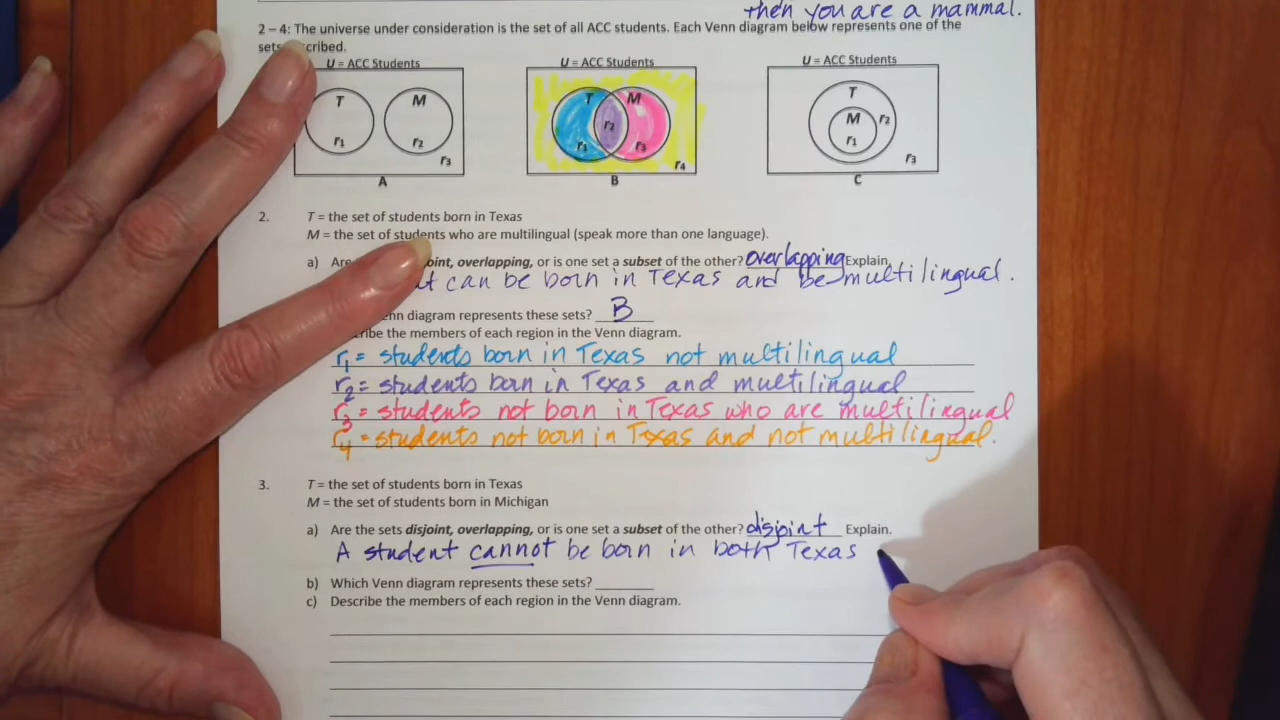 then you are a mammal.
2 – 4: The universe under consideration is the set of all ACC students. Each Venn diagram below represents one of the
sets cribed.
U = ACC Students U = ACC Students U = ACC Students
T M T M T
M r2
r1 r2 r3 r1 r2 r3 r4 r1 r3
A B C
2. T = the set of students born in Texas
M = the set of students who are multilingual (speak more than one language).
a) Are joint, overlapping, or is one set a subset of the other? overlapping Explain.
can be born in Texas and be multilingual.
nn diagram represents these sets? B
ribe the members of each region in the Venn diagram.
r1 = students born in Texas not multilingual
r2 = students born in Texas and multilingual
r3 = students not born in Texas who are multilingual
r4 = students not born in Texas and not multilingual.
3. T = the set of students born in Texas
M = the set of students born in Michigan
a) Are the sets disjoint, overlapping, or is one set a subset of the other? disjoint Explain.
A student cannot be born in both Texas
b) Which Venn diagram represents these sets?
c) Describe the members of each region in the Venn diagram.